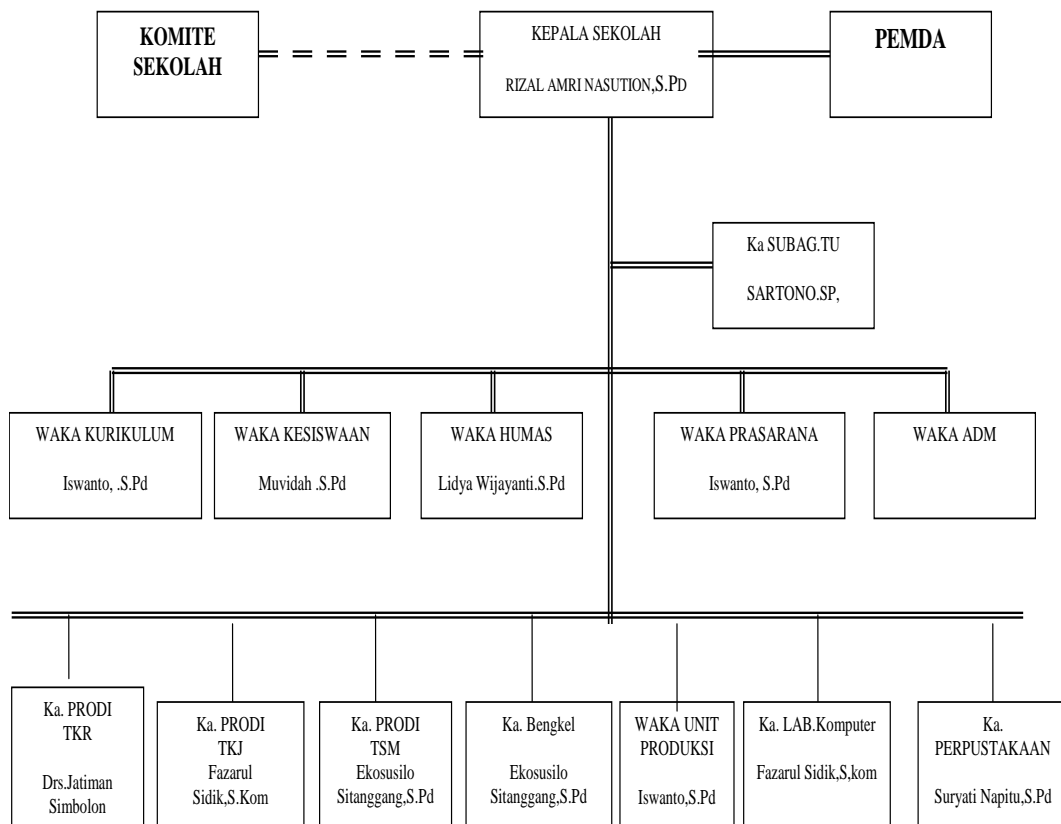 KOMITE
SEKOLAH
KEPALA SEKOLAH
RIZAL AMRI NASUTION,S.PD
PEMDA
Ka SUBAG.TU
SARTONO.SP,
WAKA KURIKULUM
Iswanto, .S.Pd
WAKA KESISWAAN
Muvidah .S.Pd
WAKA HUMAS
Lidya Wijayanti.S.Pd
WAKA PRASARANA
Iswanto, S.Pd
WAKA ADM
Ka. PRODI
TKR
Drs.Jatiman
Simbolon
Ka. PRODI
TKJ
Fazarul
Sidik,S.Kom
Ka. PRODI
TSM
Ekosusilo
Sitanggang,S.Pd
Ka. Bengkel
Ekosusilo
Sitanggang,S.Pd
WAKA UNIT
PRODUKSI
Iswanto,S.Pd
Ka. LAB.Komputer
Fazarul Sidik,S,kom
Ka.
PERPUSTAKAAN
Suryati Napitu,S.Pd